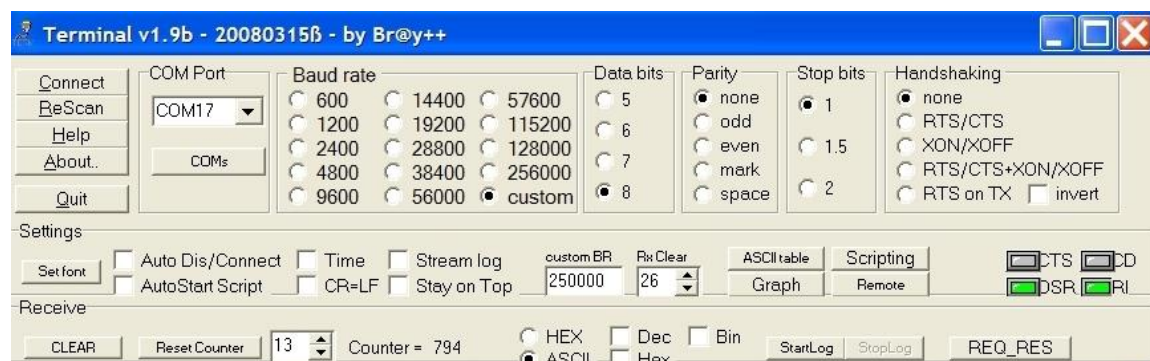 Terminal v1.9b - 20080315ß - by Br@y++
Connect
ReScan
Help
About..
Quit
COM Port
COM17
COMs
Baud rate
600 14400 57600
1200 19200 115200
2400 28800 128000
4800 38400 256000
9600 56000 custom
Data bits
5
6
7
8
Parity
none
odd
even
mark
space
Stop bits
1
1.5
2
Handshaking
none
RTS/CTS
XON/XOFF
RTS/CTS+XON/XOFF
RTS on TX invert
Settings
Set font
Auto Dis/Connect Time Stream log
AutoStart Script CR=LF Stay on Top
custom BR Rx Clear
250000 26
ASCII table Scripting
Graph Remote
CTS CD
DSR RI
Receive
CLEAR Reset Counter 13 Counter = 794
HEX Dec Bin
ASCII Hex
StartLog StopLog REQ_RES